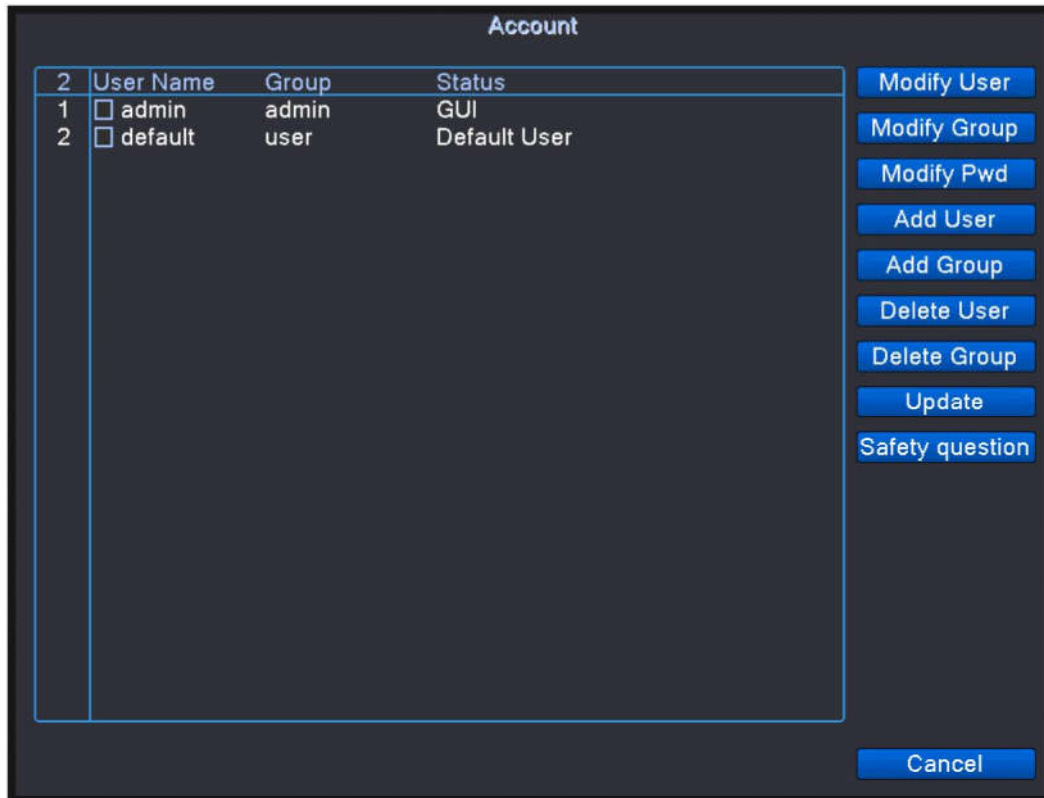 Account
2 User Name Group Status
1 admin admin GUI
2 default user Default User
Modify User
Modify Group
Modify Pwd
Add User
Add Group
Delete User
Delete Group
Update
Safety question
Cancel